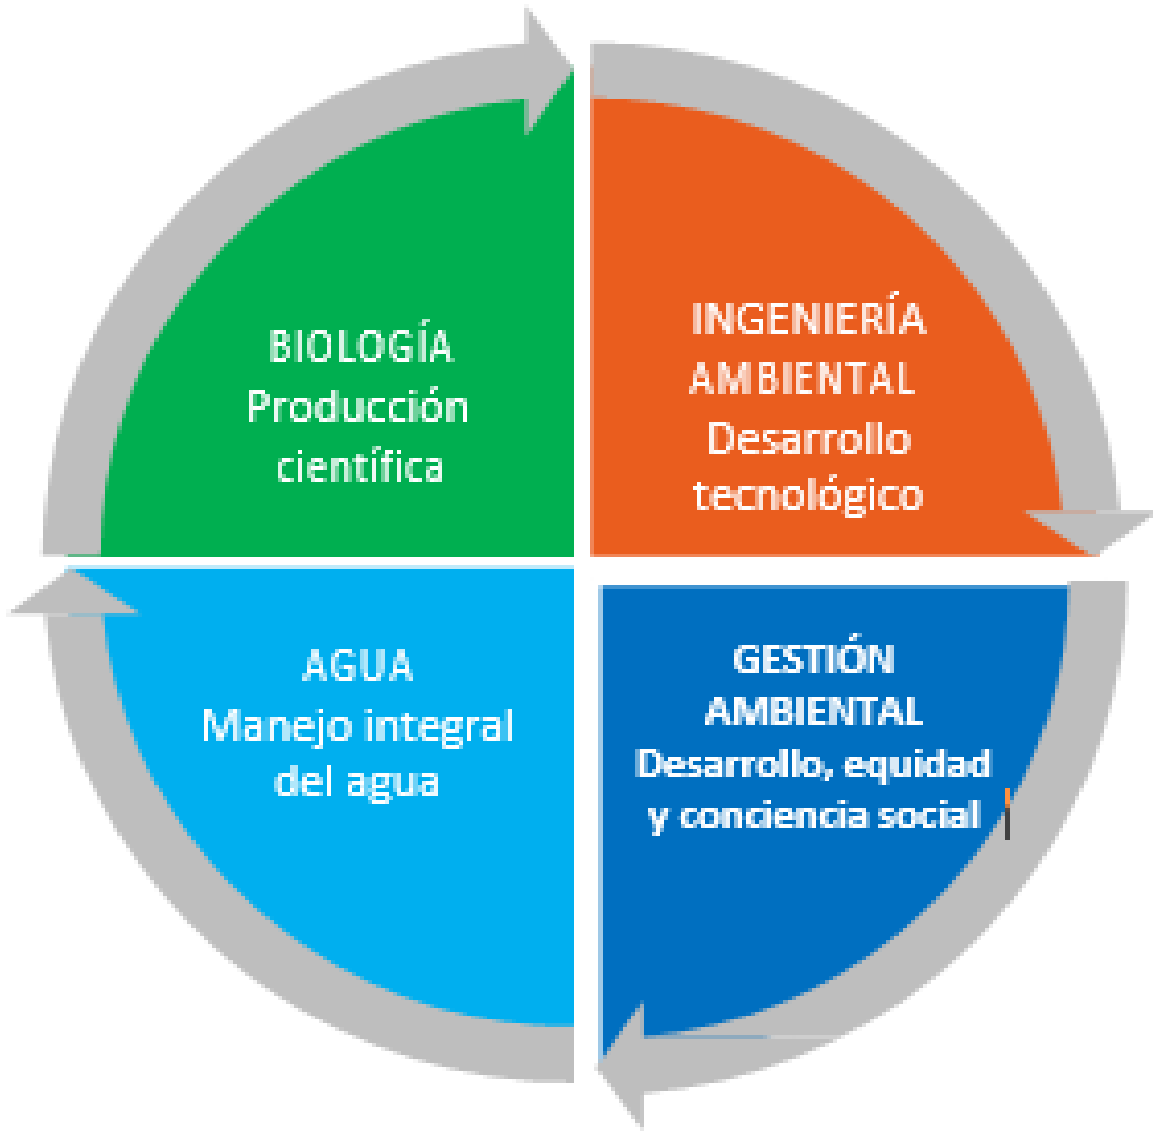 BIOLOGÍA
Producción
científica
INGENIERÍA
AMBIENTAL
Desarrollo
tecnológico
AGUA
Manejo integral
del agua
GESTIÓN
AMBIENTAL
Desarrollo, equidad
y conciencia social